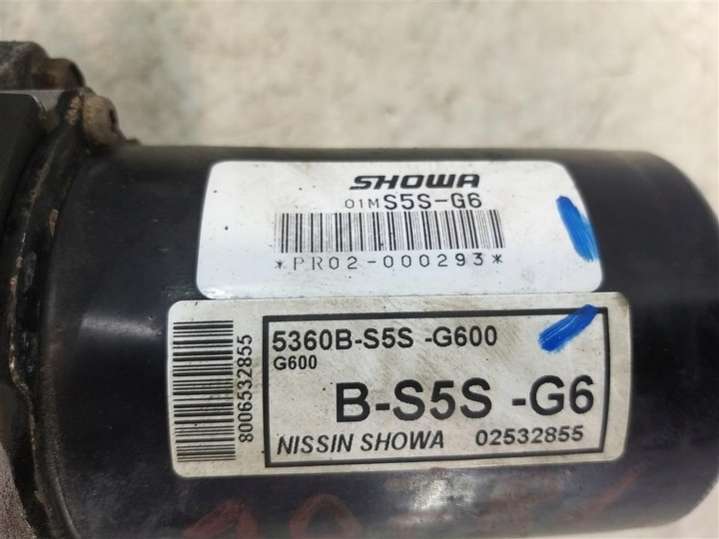 SHOWA
01M S5S-G6
*PR02-000293*
8006532855
5360B-S5S -G600
G600
B-S5S -G6
NISSIN SHOWA 02532855